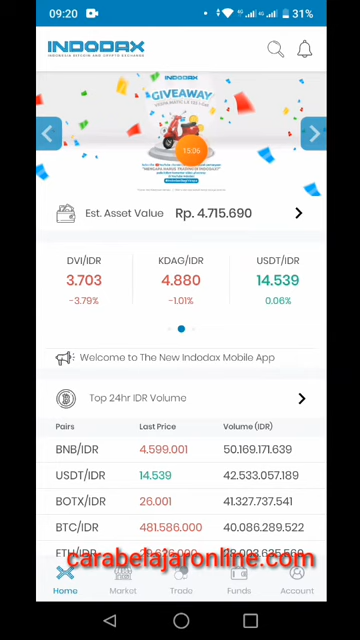 09:20 31%
INDODAX
INDONESIA BITCOIN AND CRYPTO EXCHANGE
INDODAX
GIVEAWAY
15:05
Est. Asset Value Rp. 4.715.690
DVI/IDR KDAG/IDR USDT/IDR
3.703 4.880 14.539
-3.79% -1.01% 0.06%
Welcome to The New Indodax Mobile App
Top 24hr IDR Volume
Pairs Last Price Volume (IDR)
BNB/IDR 4.599.001 50.169.171.639
USDT/IDR 14.539 42.533.057.189
BOTX/IDR 26.001 41.327.737.541
BTC/IDR 481.586.000 40.086.289.522
ETH/IDR
carabelajaronline.com
Home Market Trade Funds Account